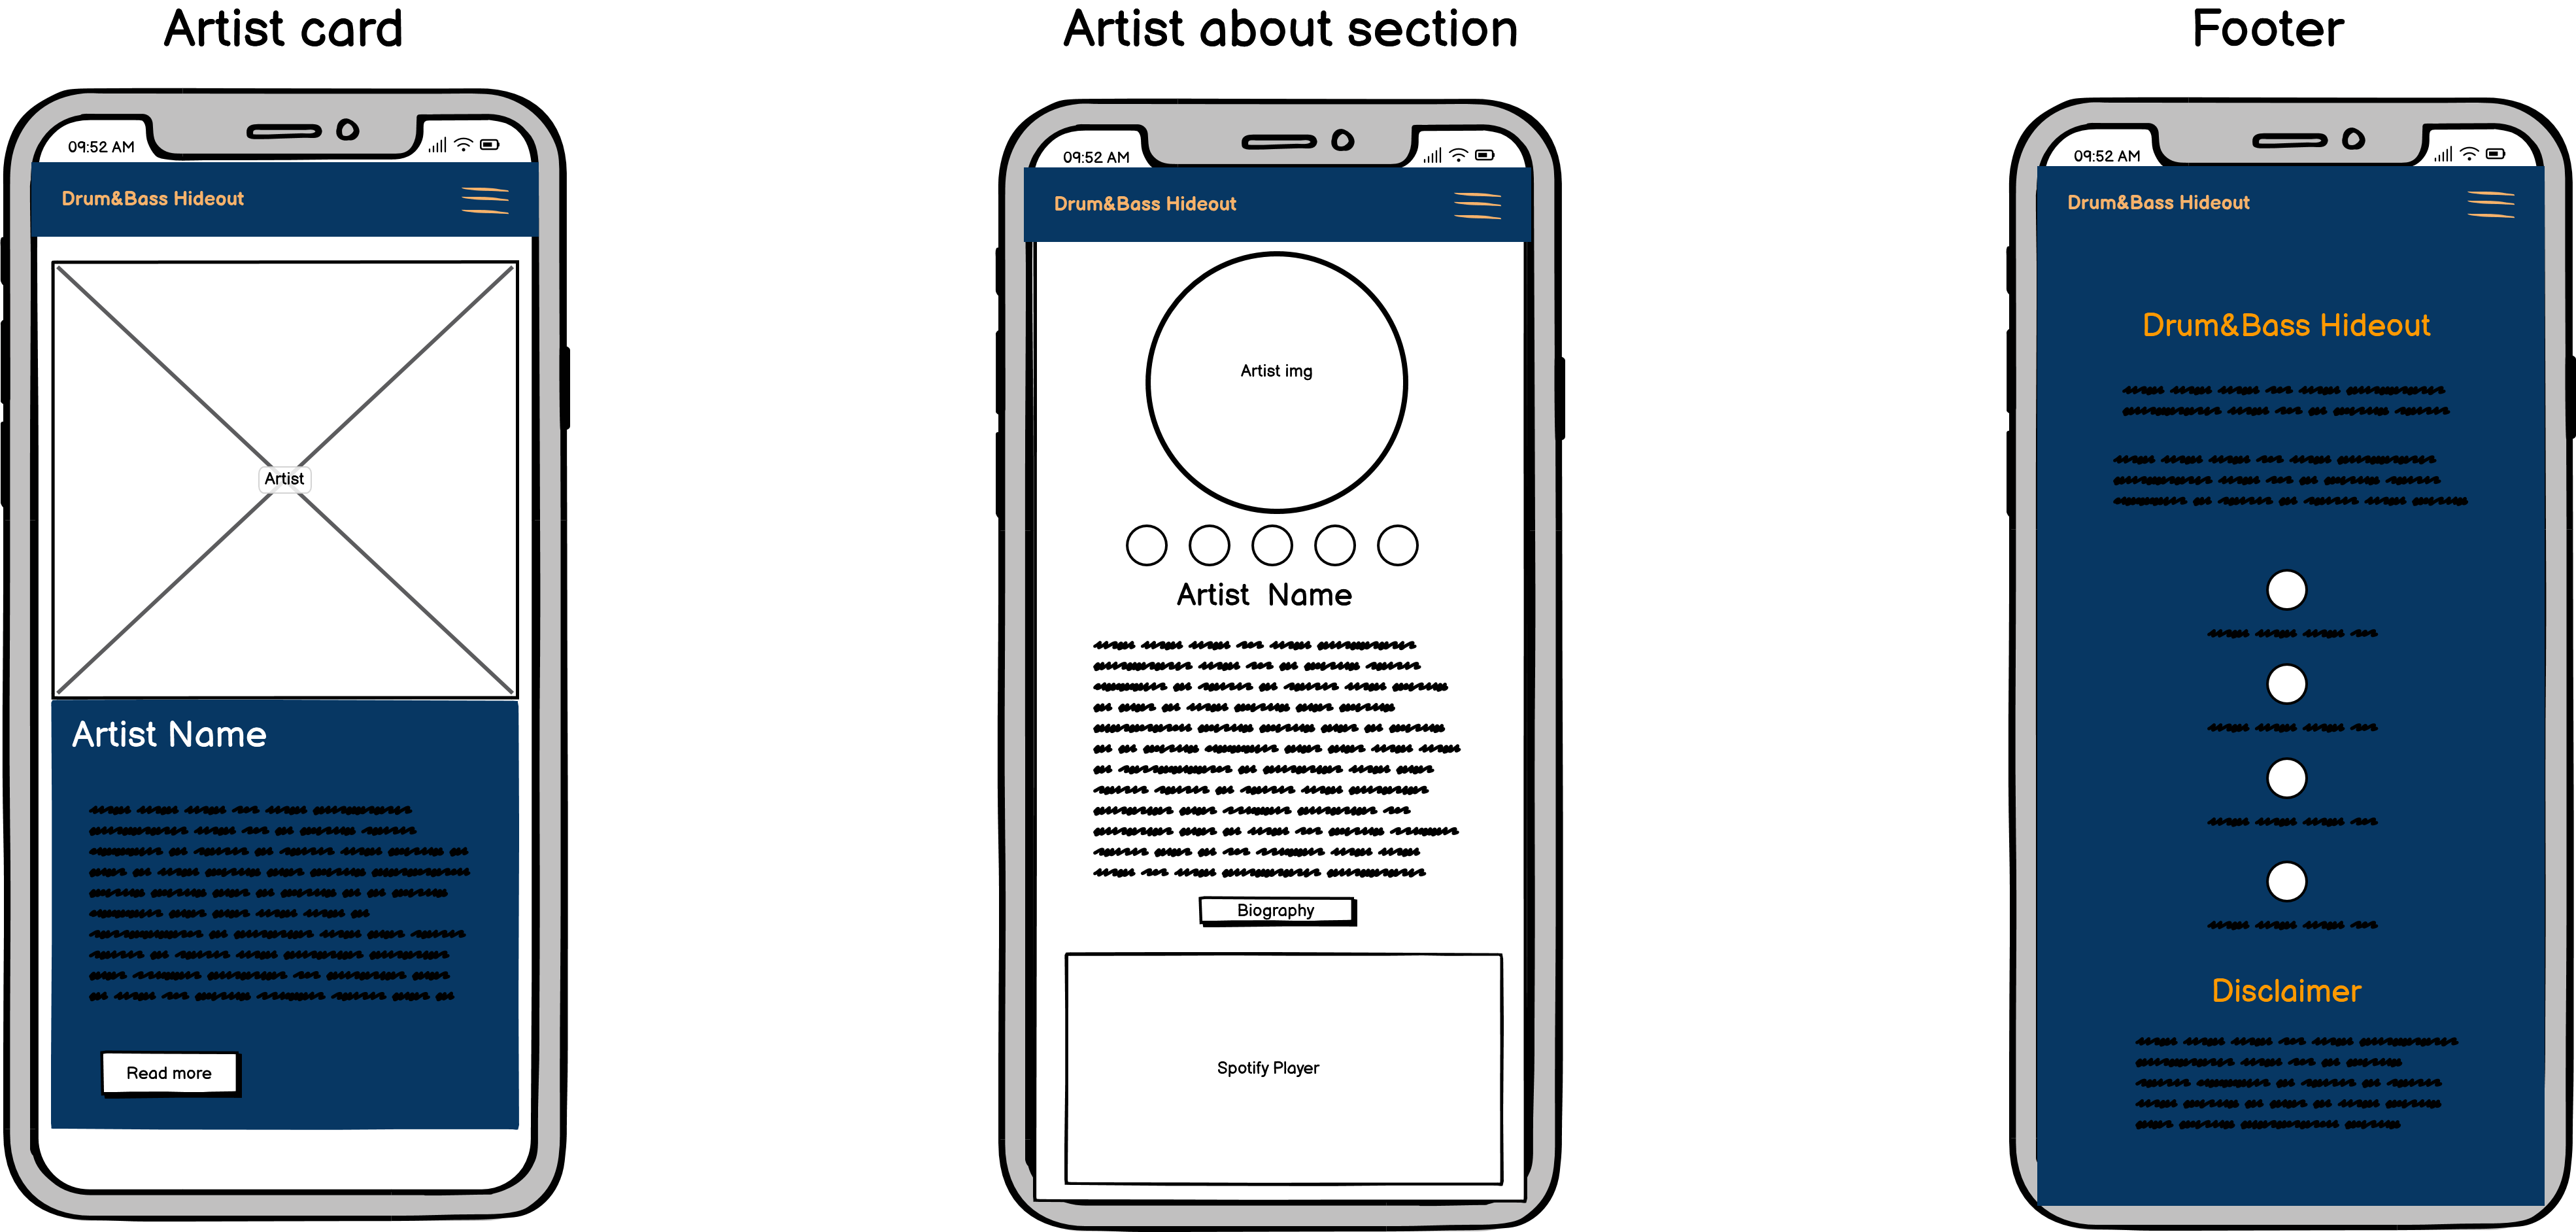 Artist card
Artist about section
Footer
09:52 AM
Drum&Bass Hideout
Artist
Artist Name
Read more
09:52 AM
Drum&Bass Hideout
Artist img
Artist Name
Biography
Spotify Player
09:52 AM
Drum&Bass Hideout
Drum&Bass Hideout
Disclaimer